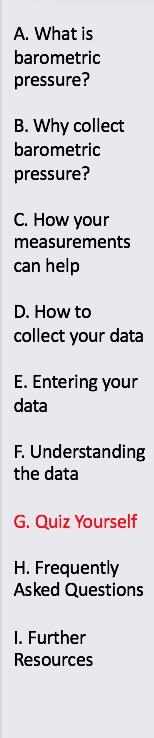 A. What is
barometric
pressure?
B. Why collect
barometric
pressure?
C. How your
measurements
can help
D. How to
collect your data
E. Entering your
data
F. Understanding
the data
G. Quiz Yourself
H. Frequently
Asked Questions
I. Further
Resources